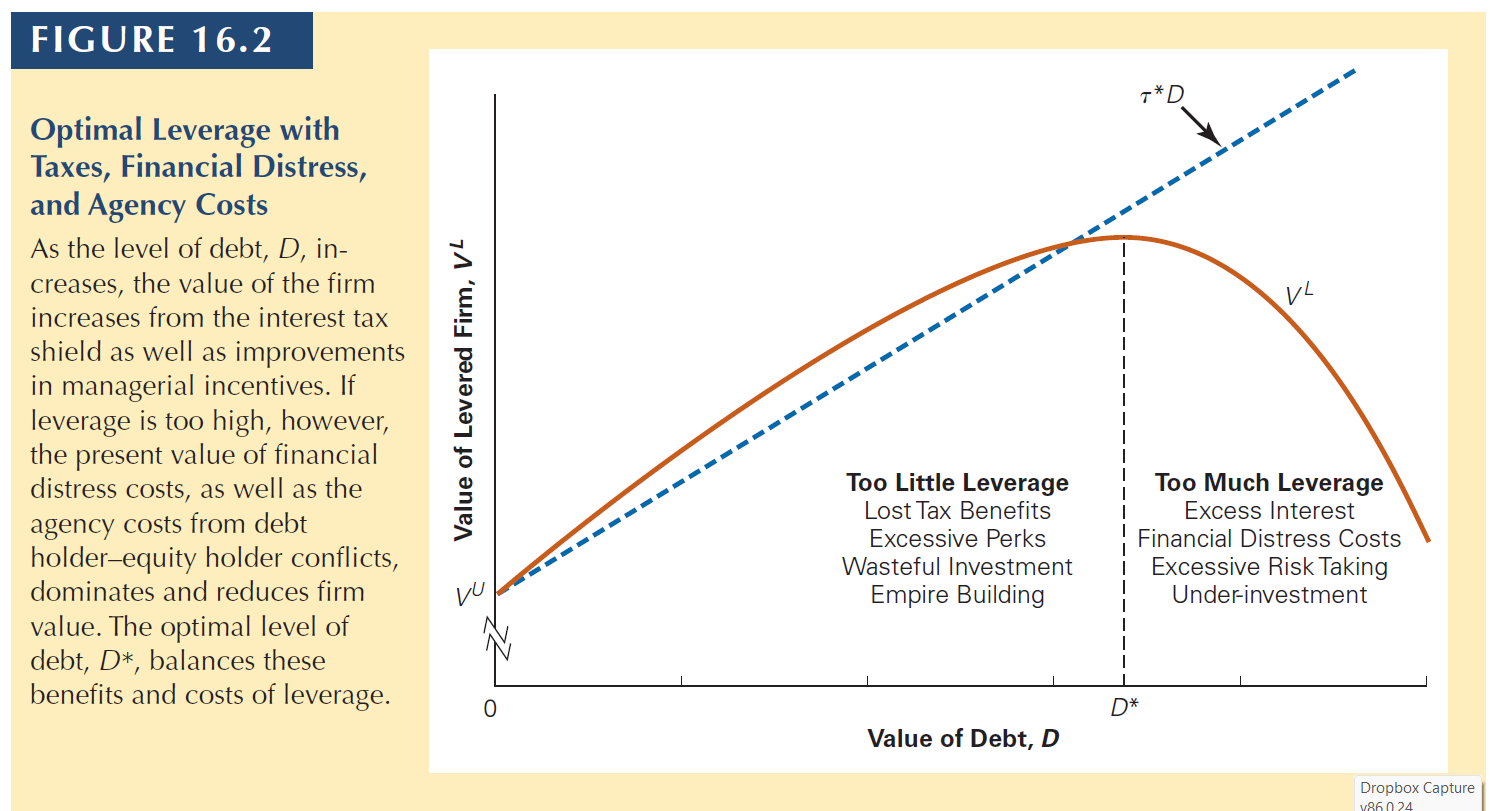 FIGURE 16.2
Optimal Leverage with
Taxes, Financial Distress,
and Agency Costs
As the level of debt, D, in-
creases, the value of the firm
increases from the interest tax
shield as well as improvements
in managerial incentives. If
leverage is too high, however,
the present value of financial
distress costs, as well as the
agency costs from debt
holder–equity holder conflicts,
dominates and reduces firm
value. The optimal level of
debt, D*, balances these
benefits and costs of leverage.
Value of Levered Firm, V^L
τ*D
V^L
Too Little Leverage
Lost Tax Benefits
Excessive Perks
Wasteful Investment
Empire Building
Too Much Leverage
Excess Interest
Financial Distress Costs
Excessive Risk Taking
Under-investment
V^U
0
D*
Value of Debt, D
Dropbox Capture
v86.0.24